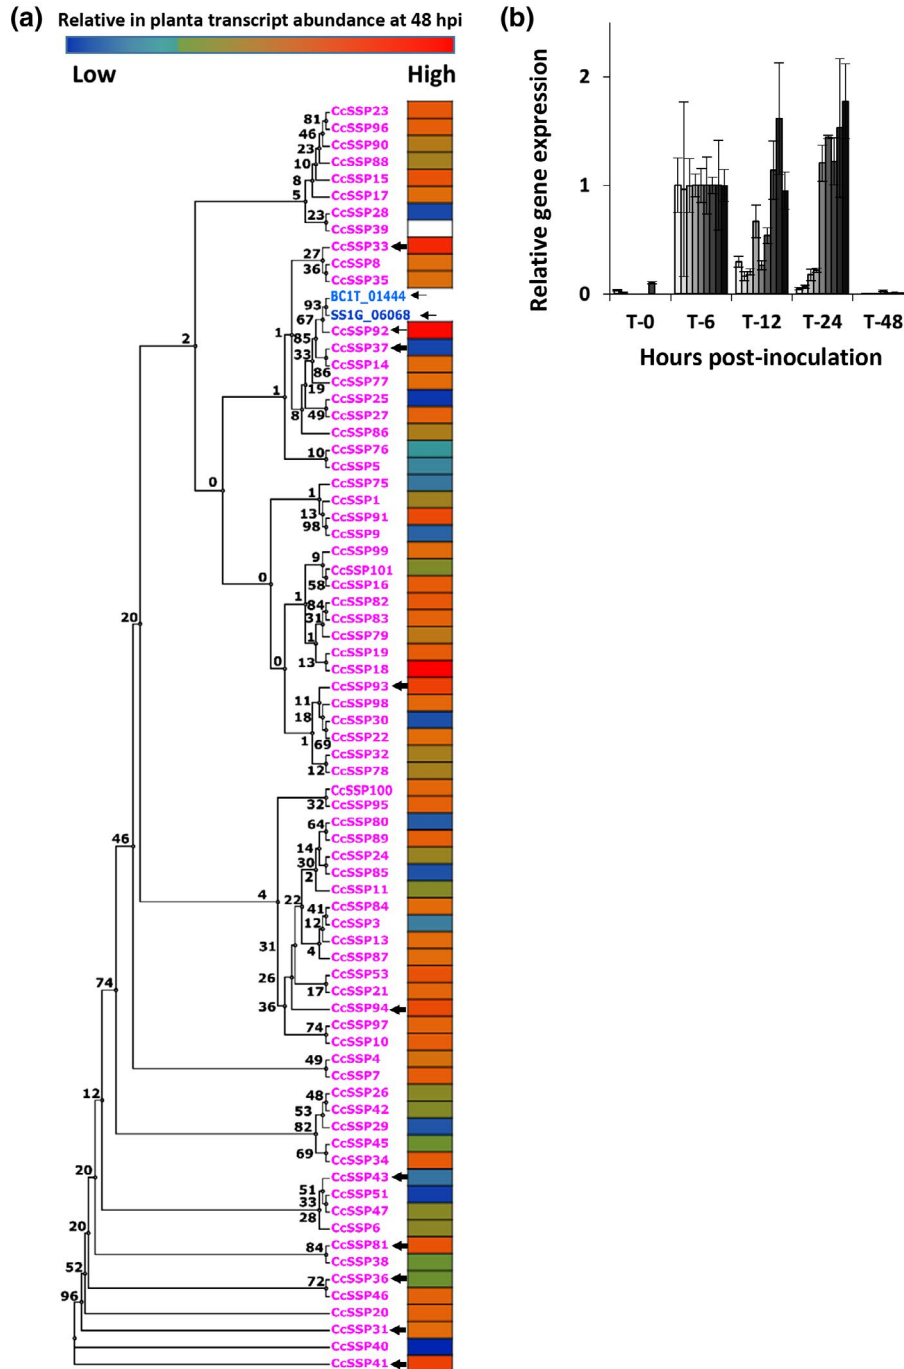 (a) Relative in planta transcript abundance at 48 hpi
Low High
CcSSP23
81
CcSSP96
46
CcSSP90
23
CcSSP88
10
CcSSP15
8
CcSSP17
5
CcSSP28
23
CcSSP39
CcSSP33
27
CcSSP8
36
CcSSP35
BC1T_01444
93
SS1G_06068
67
CcSSP92
1
85
2
CcSSP37
33
CcSSP14
86
CcSSP77
19
1
CcSSP25
8
49
CcSSP27
CcSSP86
10
CcSSP76
CcSSP5
0
CcSSP75
1
CcSSP1
13
CcSSP91
98
CcSSP9
9
CcSSP99
CcSSP101
0
58
CcSSP16
1
84
CcSSP82
20
31
CcSSP83
1
CcSSP79
CcSSP19
0
13
CcSSP18
CcSSP93
11
CcSSP98
18
CcSSP30
1
69
CcSSP22
CcSSP32
12
CcSSP78
CcSSP100
32
CcSSP95
64
CcSSP80
46
CcSSP89
14
CcSSP24
30
CcSSP85
2
CcSSP11
4
22
41
CcSSP84
12
CcSSP3
CcSSP13
31
4
CcSSP87
CcSSP53
26
74
17
CcSSP21
36
CcSSP94
74
CcSSP97
CcSSP10
49
CcSSP4
CcSSP7
12
48
CcSSP26
53
CcSSP42
82
CcSSP29
CcSSP45
69
CcSSP34
20
CcSSP43
51
CcSSP51
33
CcSSP47
28
20
CcSSP6
84
CcSSP81
CcSSP38
52
72
CcSSP36
CcSSP46
96
CcSSP20
CcSSP31
CcSSP40
CcSSP41
(b)
Relative gene expression
2
1
0
T-0 T-6 T-12 T-24 T-48
Hours post-inoculation